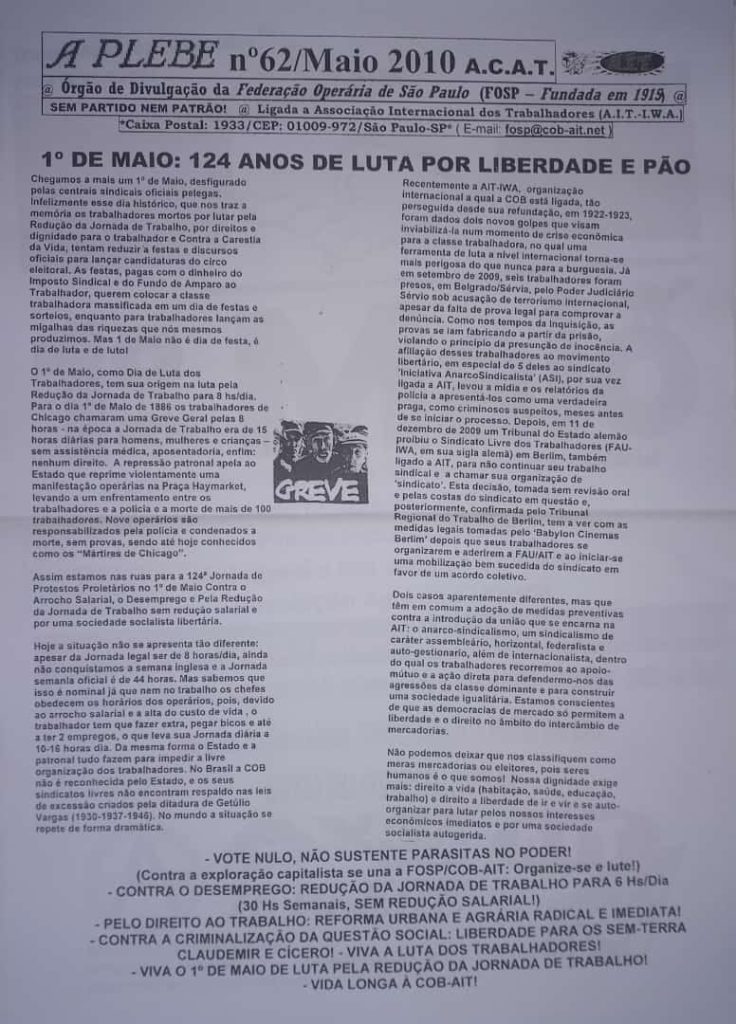 A PLEBE nº62/Maio 2010 A.C.A.T.
@ Órgão de Divulgação da Federação Operária de São Paulo (FOSP – Fundada em 1915) @
SEM PARTIDO NEM PATRÃO! @ Ligada a Associação Internacional dos Trabalhadores (A.I.T.-I.W.A.)
*Caixa Postal: 1933/CEP: 01009-972/São Paulo-SP* ( E-mail: fosp@cob-ait.net )
1º DE MAIO: 124 ANOS DE LUTA POR LIBERDADE E PÃO
Chegamos a mais um 1º de Maio, desfigurado
pelas centrais sindicais oficiais pelegas.
Infelizmente esse dia histórico, que nos traz a
memória os trabalhadores mortos por lutar pela
Redução da Jornada de Trabalho, por direitos e
dignidade para o trabalhador e Contra a Carestia
da Vida, tentam reduzir a festas e discursos
oficiais para lançar candidaturas do circo
eleitoral. As festas, pagas com o dinheiro do
Imposto Sindical e do Fundo de Amparo ao
Trabalhador, querem colocar a classe
trabalhadora massificada em um dia de festas e
sorteios, enquanto para trabalhadores lançam as
migalhas das riquezas que nós mesmos
produzimos. Mas 1 de Maio não é dia de festa, é
dia de luta e de luto!
O 1º de Maio, como Dia de Luta dos
Trabalhadores, tem sua origem na luta pela
Redução da Jornada de Trabalho para 8 hs/dia.
Para o dia 1º de Maio de 1886 os trabalhadores de
Chicago chamaram uma Greve Geral pelas 8
horas - na época a Jornada de Trabalho era de 15
horas diárias para homens, mulheres e crianças –
sem assistência médica, aposentadoria, enfim:
nenhum direito. A repressão patronal apela ao
Estado que reprime violentamente uma
manifestação operárias na Praça Haymarket,
levando a um enfrentamento entre os
trabalhadores e a polícia e a morte de mais de 100
trabalhadores. Nove operários são
responsabilizados pela polícia e condenados a
morte, sem provas, sendo até hoje conhecidos
como os “Mártires de Chicago”.
Assim estamos nas ruas para a 124ª Jornada de
Protestos Proletários no 1º de Maio Contra o
Arrocho Salarial, o Desemprego e Pela Redução
da Jornada de Trabalho sem redução salarial e
por uma sociedade socialista libertária.
Hoje a situação não se apresenta tão diferente:
apesar da Jornada legal ser de 8 horas/dia, ainda
não conquistamos a semana inglesa e a Jornada
semanla oficial é de 44 horas. Mas sabemos que
isso é nominal já que nem no trabalho os chefes
obedecem os horários dos operários, pois, devido
ao arrocho salarial e a alta do custo de vida , o
trabalhador tem que fazer extra, pegar bicos e até
a ter 2 empregos, o que leva sua Jornada diária a
10-16 horas dia. Da mesma forma o Estado e a
patronal tudo fazem para impedir a livre
organização dos trabalhadores. No Brasil a COB
não é reconhecida pelo Estado, e os seus
sindicatos livres não encontram respaldo nas leis
de excessão criados pela ditadura de Getúlio
Vargas (1930-1937-1946). No mundo a situação se
repete de forma dramática.
GREVE
Recentemente a AIT-IWA, organização
internacional a qual a COB está ligada, tão
perseguida desde sua refundação, em 1922-1923,
foram dados dois novos golpes que visam
inviabilizá-la num momento de crise econômica
para a classe trabalhadora, no qual uma
ferramenta de luta a nível internacional torna-se
mais perigosa do que nunca para a burguesia. Já
em setembro de 2009, seis trabalhadores foram
presos, em Belgrado/Sérvia, pelo Poder Judiciário
Sérvio sob acusação de terrorismo internacional,
apesar da falta de prova legal para comprovar a
denúncia. Como nos tempos da Inquisição, as
provas se iam fabricando a partir da prisão,
violando o princípio da presunção de inocência. A
afiliação desses trabalhadores ao movimento
libertário, em especial de 5 deles ao sindicato
'Iniciativa AnarcoSindicalista' (ASI), por sua vez
ligada a AIT, levou a mídia e os relatórios da
polícia a apresentá-los como uma verdadeira
praga, como criminosos suspeitos, meses antes
de se iniciar o processo. Depois, em 11 de
dezembro de 2009 um Tribunal do Estado alemão
proibiu o Sindicato Livre dos Trabalhadores (FAU-
IWA, em sua sigla alemã) em Berlim, também
ligado a AIT, para não continuar seu trabalho
sindical e a chamar sua organização de
'sindicato'. Esta decisão, tomada sem revisão oral
e pelas costas do sindicato em questão e,
posteriormente, confirmada pelo Tribunal
Regional do Trabalho de Berlim, tem a ver com as
medidas legais tomadas pelo 'Babylon Cinemas
Berlim' depois que seus trabalhadores se
organizarem e aderirem a FAU/AIT e ao iniciar-se
uma mobilização bem sucedida do sindicato em
favor de um acordo coletivo.
Dois casos aparentemente diferentes, mas que
têm em comum a adoção de medidas preventivas
contra a introdução da união que se encarna na
AIT: o anarco-sindicalismo, um sindicalismo de
caráter assembleário, horizontal, federalista e
auto-gestionario, além de internacionalista, dentro
do qual os trabalhadores recorremos ao apoio-
mútuo e a ação direta para defendermo-nos das
agressões da classe dominante e para construir
uma sociedade igualitária. Estamos conscientes
de que as democracias de mercado só permitem a
liberdade e o direito no âmbito do intercâmbio de
mercadorias.
Não podemos deixar que nos classifiquem como
meras mercadorias ou eleitores, pois seres
humanos é o que somos! Nossa dignidade exige
mais: direito a vida (habitação, saúde, educação,
trabalho) e direito a liberdade de ir e vir e se auto-
organizar para lutar pelos nossos interesses
econômicos imediatos e por uma sociedade
socialista autogerida.
- VOTE NULO, NÃO SUSTENTE PARASITAS NO PODER!
(Contra a exploração capitalista se una a FOSP/COB-AIT: Organize-se e lute!)
- CONTRA O DESEMPREGO: REDUÇÃO DA JORNADA DE TRABALHO PARA 6 Hs/Dia
(30 Hs Semanais, SEM REDUÇÃO SALARIAL!)
- PELO DIREITO AO TRABALHO: REFORMA URBANA E AGRÁRIA RADICAL E IMEDIATA!
- CONTRA A CRIMINALIZAÇÃO DA QUESTÃO SOCIAL: LIBERDADE PARA OS SEM-TERRA
CLAUDEMIR E CÍCERO! - VIVA A LUTA DOS TRABALHADORES!
- VIVA O 1º DE MAIO DE LUTA PELA REDUÇÃO DA JORNADA DE TRABALHO!
- VIDA LONGA À COB-AIT!